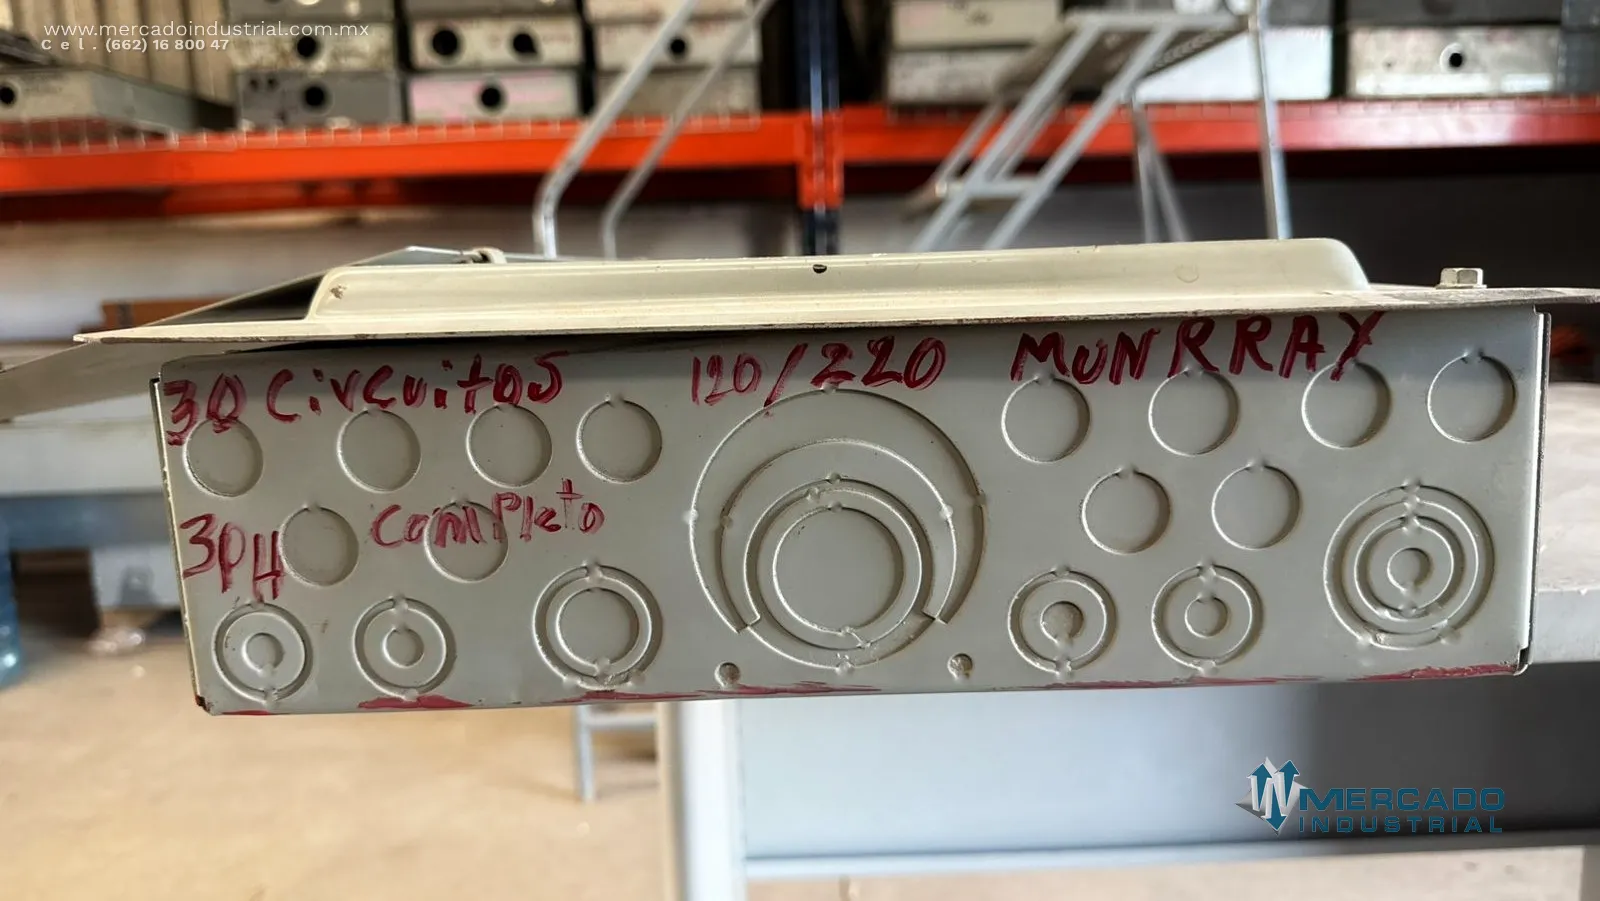 www.mercadoindustrial.com.mx
Cel. (662) 16 800 47
30 CircuitoS 120/220 MUNRRAY
3PH completo
MERCADO
INDUSTRIAL